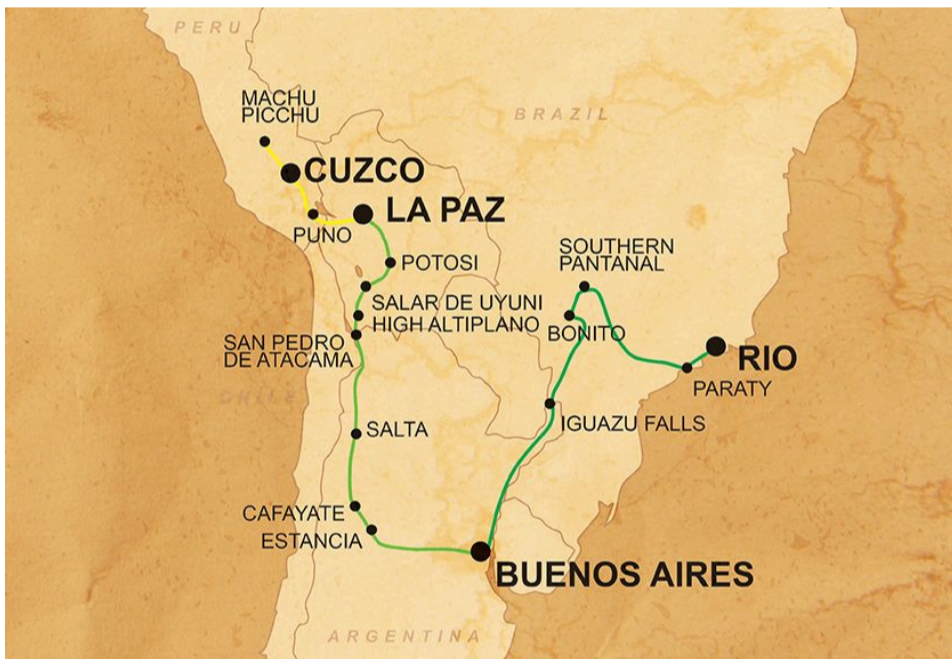 PERU
MACHU
PICCHU
BRAZIL
CUZCO
LA PAZ
PUNO
SOUTHERN
PANTANAL
POTOSI
SALAR DE UYUNI
HIGH ALTIPLANO
BONITO
SAN PEDRO
DE ATACAMA
RIO
PARATY
CHILE
IGUAZU FALLS
SALTA
CAFAYATE
ESTANCIA
BUENOS AIRES
ARGENTINA